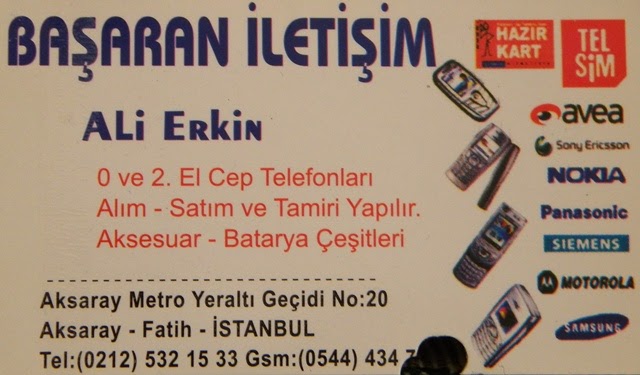 BAŞARAN İLETİŞİM
HAZIR
KART
TEL
SiM
ALi ERKiN
avea
Sony Ericsson
0 ve 2. El Cep Telefonları
NOKIA
Alım - Satım ve Tamiri Yapılır.
Panasonic
Aksesuar - Batarya Çeşitleri
SIEMENS
MOTOROLA
SAMSUNG
Aksaray Metro Yeraltı Geçidi No:20
Aksaray - Fatih - İSTANBUL
Tel:(0212) 532 15 33 Gsm:(0544) 434